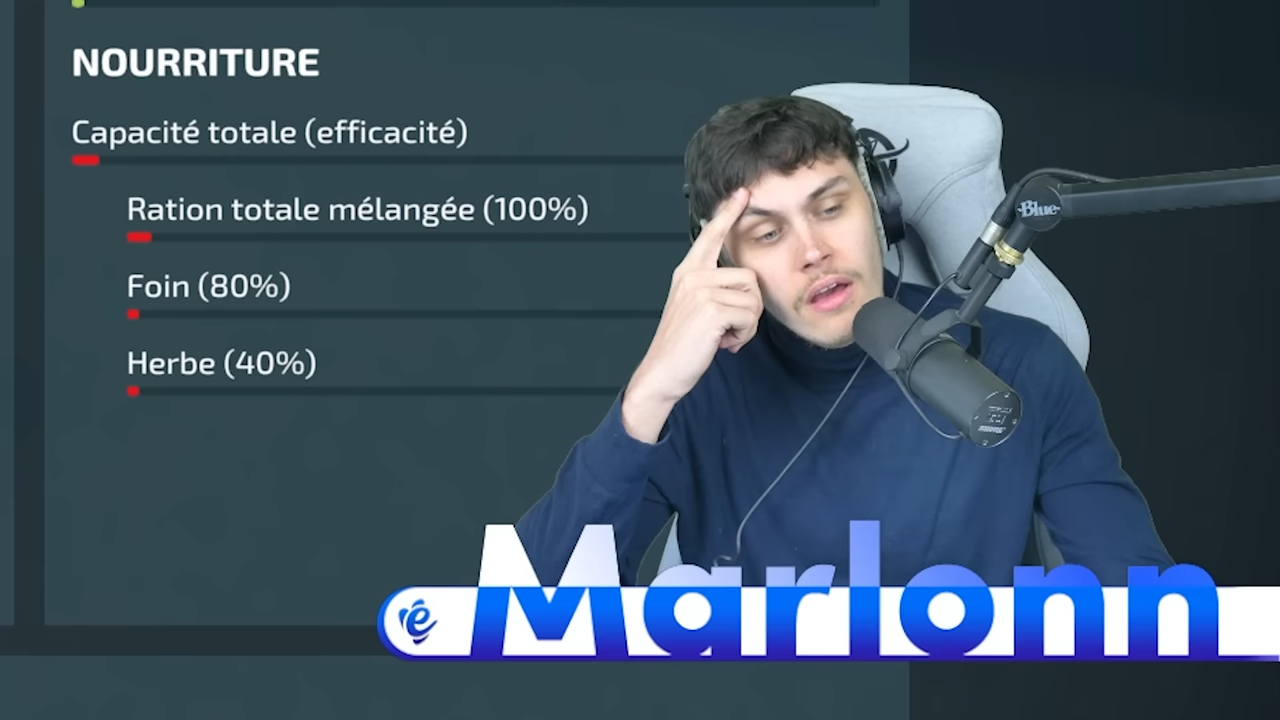 NOURRITURE
Capacité totale (efficacité)
Ration totale mélangée (100%)
Foin (80%)
Herbe (40%)
Blue
é
Marlonn